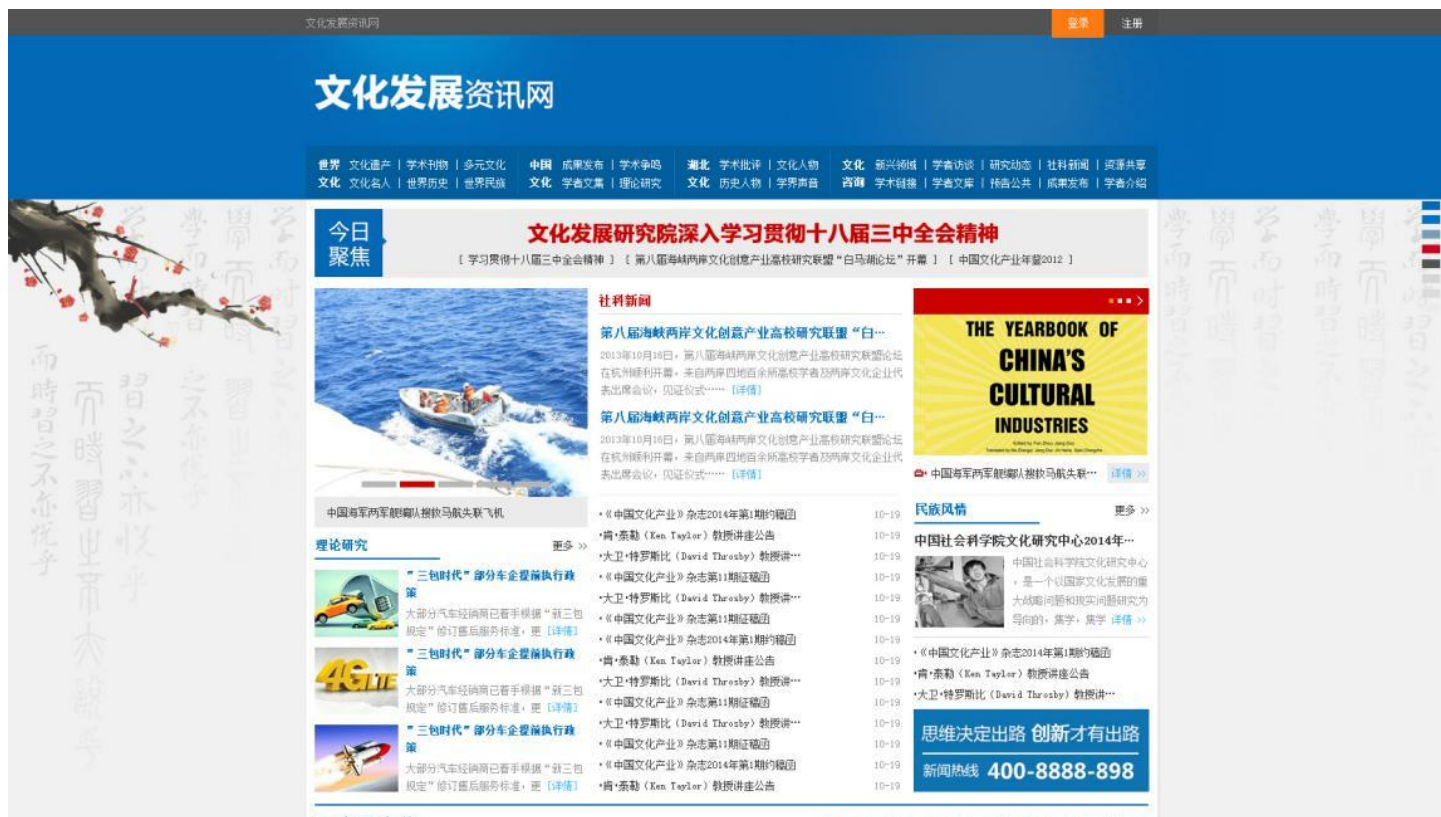 文化发展资讯网
登录 注册
文化发展资讯网
世界 文化遗产 | 学术刊物 | 多元文化 中国 成果发布 | 学术争鸣 湖北 学术批评 | 文化人物 文化 新兴领域 | 学者访谈 | 研究动态 | 社科新闻 | 资源共享
文化 文化名人 | 世界历史 | 世界民族 文化 学者文集 | 理论研究 文化 历史人物 | 学界声音 咨询 学术链接 | 学者文库 | 预告公共 | 成果发布 | 学者介绍
今日
聚焦
文化发展研究院深入学习贯彻十八届三中全会精神
[ 学习贯彻十八届三中全会精神 ] [ 第八届海峡两岸文化创意产业高校研究联盟“白马湖论坛”开幕 ] [ 中国文化产业年鉴2012 ]
中国海军两军舰编队搜救马航失联飞机
理论研究 更多 >>
“三包时代”部分车企提前执行政
策
大部分汽车经销商已着手根据“新三包
规定”修订售后服务标准，更 [详情]
4G LTE
“三包时代”部分车企提前执行政
策
大部分汽车经销商已着手根据“新三包
规定”修订售后服务标准，更 [详情]
“三包时代”部分车企提前执行政
策
大部分汽车经销商已着手根据“新三包
规定”修订售后服务标准，更 [详情]
社科新闻
第八届海峡两岸文化创意产业高校研究联盟“白…
2013年10月16日，第八届海峡两岸文化创意产业高校研究联盟论坛
在杭州顺利开幕，来自两岸四地百余所高校学者及两岸文化企业代
表出席会议，见证仪式…… [详情]
第八届海峡两岸文化创意产业高校研究联盟“白…
2013年10月16日，第八届海峡两岸文化创意产业高校研究联盟论坛
在杭州顺利开幕，来自两岸四地百余所高校学者及两岸文化企业代
表出席会议，见证仪式…… [详情]
•《中国文化产业》杂志2014年第1期约稿函 10-19
•肯•泰勒（Ken Taylor）教授讲座公告 10-19
•大卫•特罗斯比（David Throsby）教授讲… 10-19
•《中国文化产业》杂志第11期征稿函 10-19
•大卫•特罗斯比（David Throsby）教授讲… 10-19
•《中国文化产业》杂志第11期征稿函 10-19
•《中国文化产业》杂志2014年第1期约稿函 10-19
•肯•泰勒（Ken Taylor）教授讲座公告 10-19
•大卫•特罗斯比（David Throsby）教授讲… 10-19
•《中国文化产业》杂志第11期征稿函 10-19
•大卫•特罗斯比（David Throsby）教授讲… 10-19
•《中国文化产业》杂志第11期征稿函 10-19
•《中国文化产业》杂志2014年第1期约稿函 10-19
•肯•泰勒（Ken Taylor）教授讲座公告 10-19
THE YEARBOOK OF
CHINA'S
CULTURAL
INDUSTRIES
中国海军两军舰编队搜救马航失联… 详情 >>
民族风情 更多 >>
中国社会科学院文化研究中心2014年…
中国社会科学院文化研究中心
，是一个以国家文化发展的重
大战略问题和现实问题研究为
导向的，集学，集学 详情 >>
•《中国文化产业》杂志2014年第1期约稿函
•肯•泰勒（Ken Taylor）教授讲座公告
•大卫•特罗斯比（David Throsby）教授讲…
思维决定出路 创新才有出路
新闻热线 400-8888-898